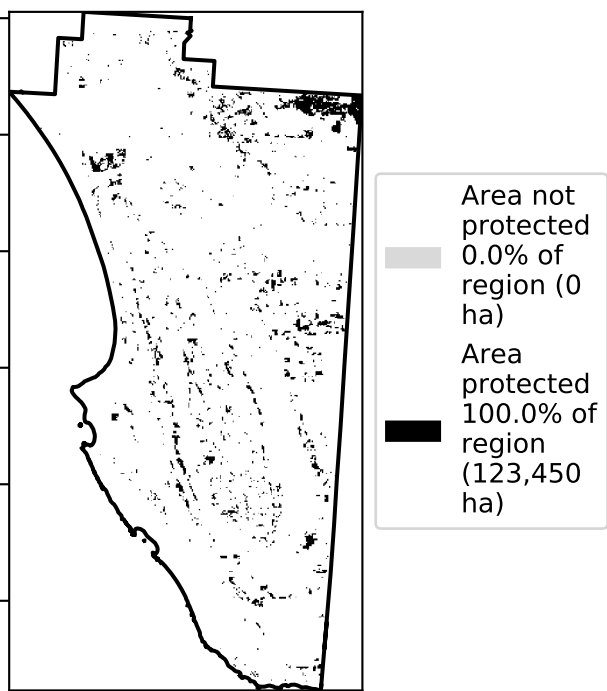 Area not
protected
0.0% of
region (0
ha)
Area
protected
100.0% of
region
(123,450
ha)